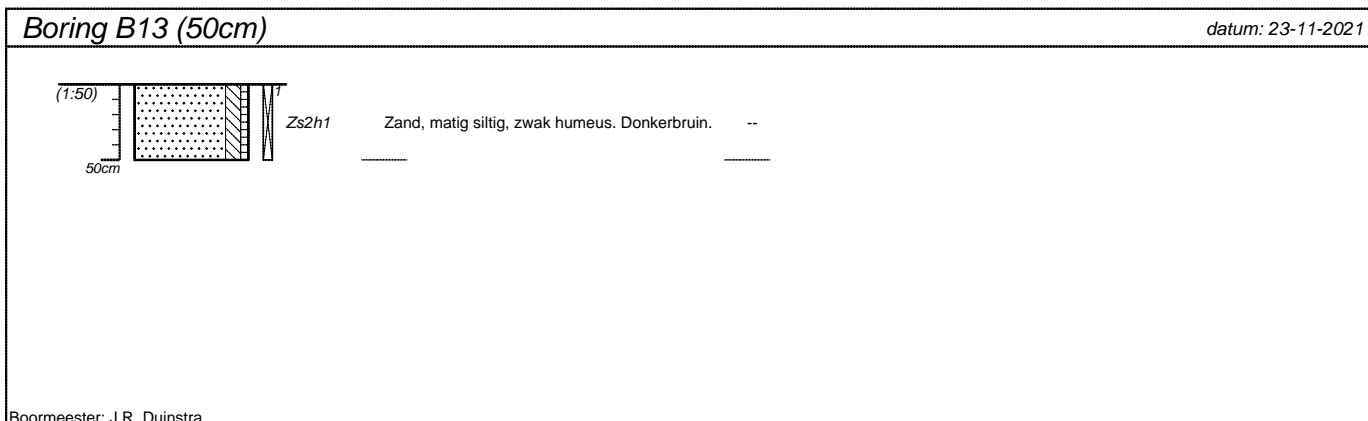 Boring B13 (50cm) datum: 23-11-2021
(1:50) 1
Zs2h1 Zand, matig siltig, zwak humeus. Donkerbruin. --
50cm
Boormeester: J.R. Duinstra